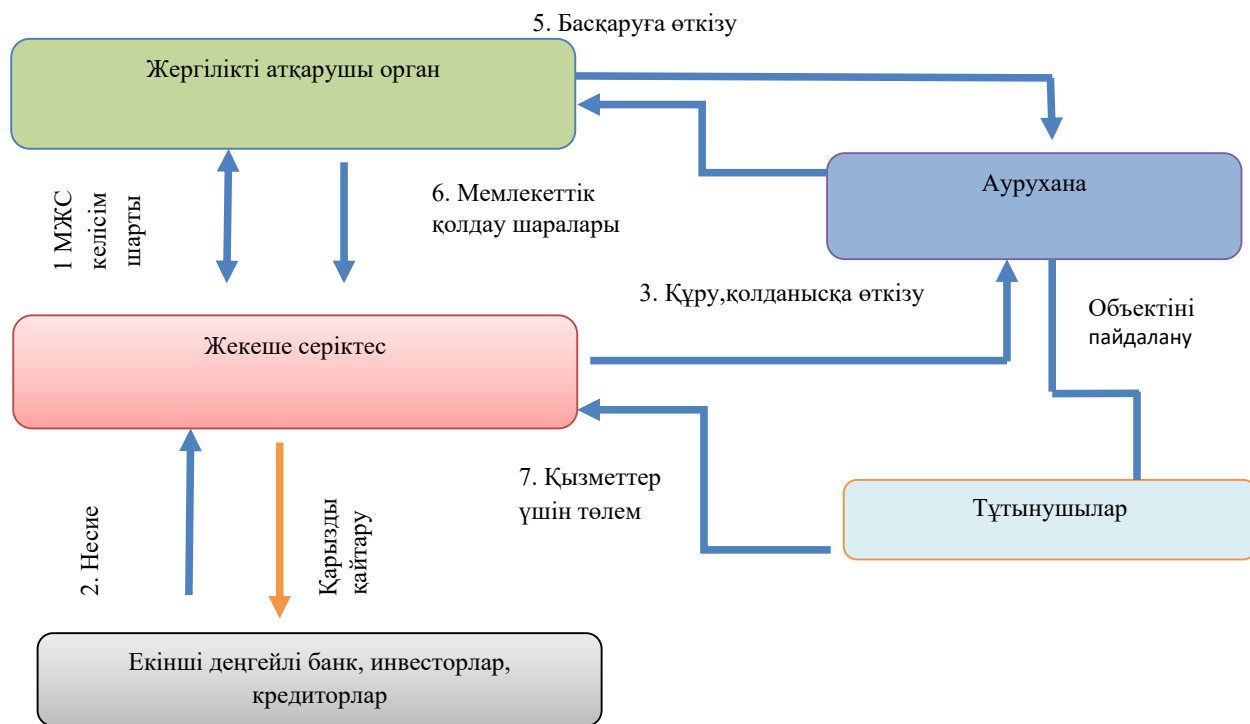 5. Басқаруға өткізу
Жергілікті атқарушы орган
Аурухана
1 МЖС
келісім
шарты
6. Мемлекеттік
қолдау шаралары
3. Құру,қолданысқа өткізу
Объектіні
пайдалану
Жекеше серіктес
7. Қызметтер
үшін төлем
Тұтынушылар
2. Несие
Қарызды
қайтару
Екінші деңгейлі банк, инвесторлар,
кредиторлар